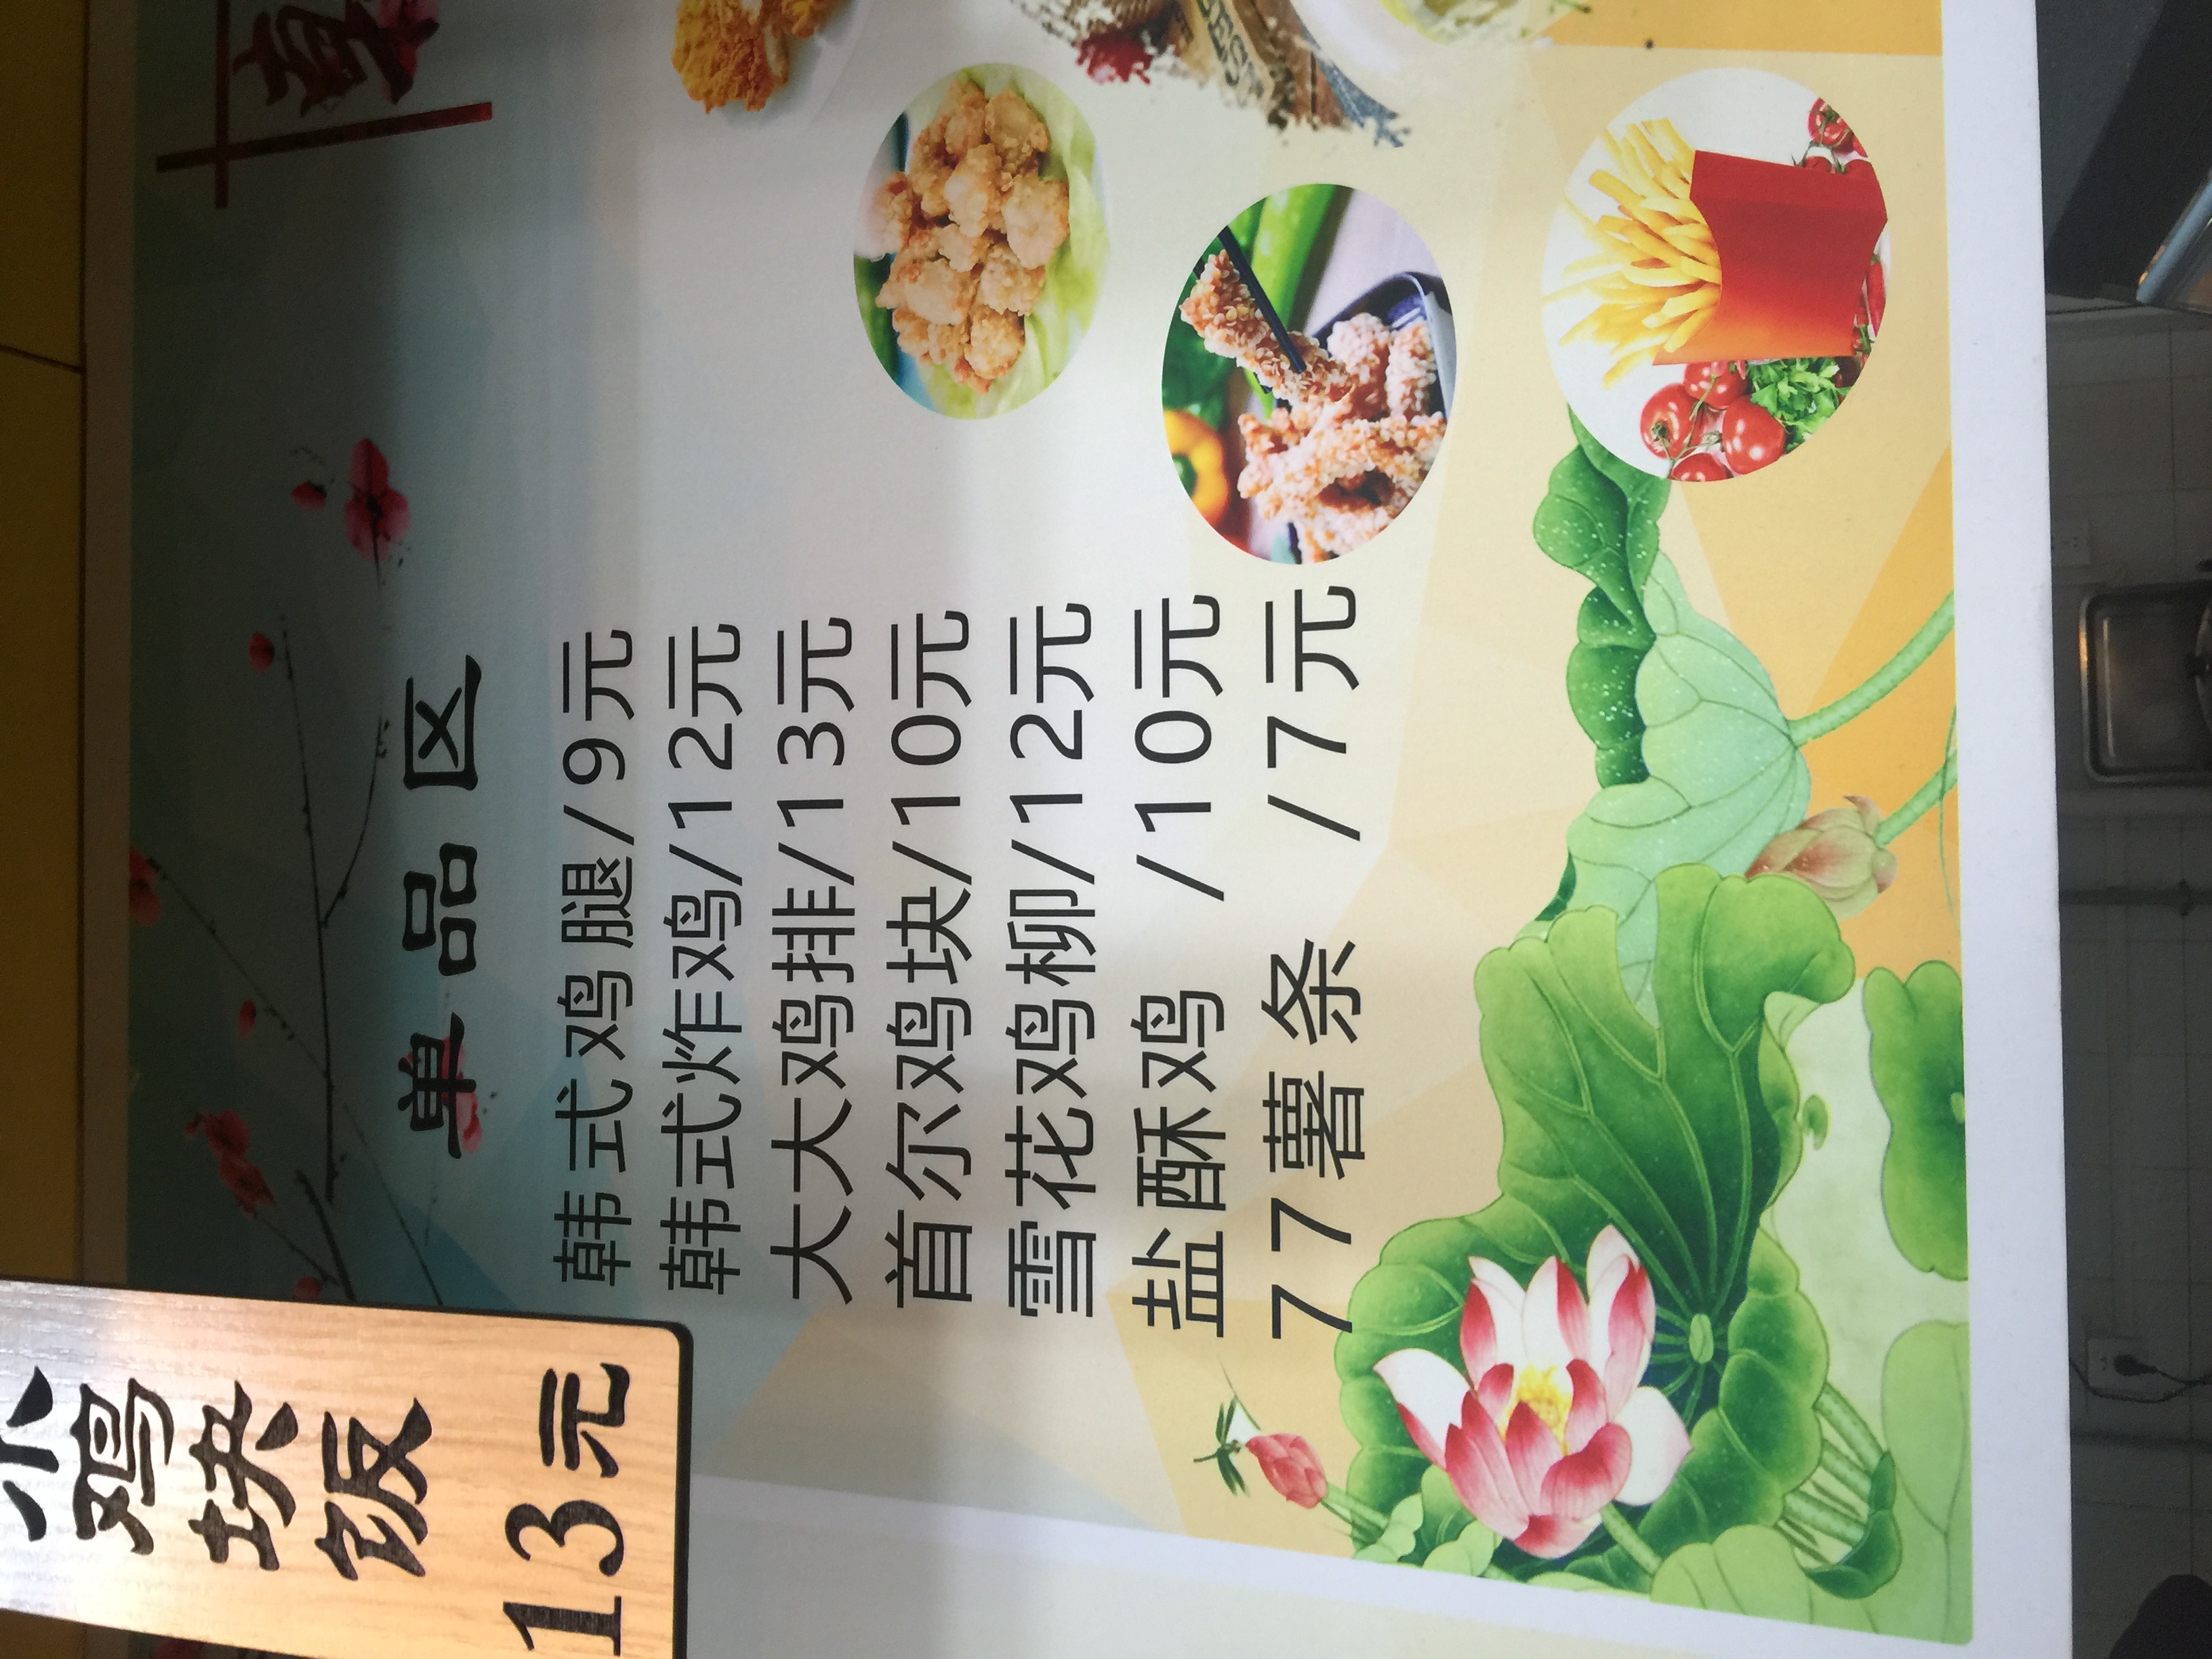 鸡块饭
13元
单品区
韩式鸡腿/9元
韩式炸鸡/12元
大大鸡排/13元
首尔鸡块/10元
雪花鸡柳/12元
盐酥鸡 /10元
77薯条 /7元